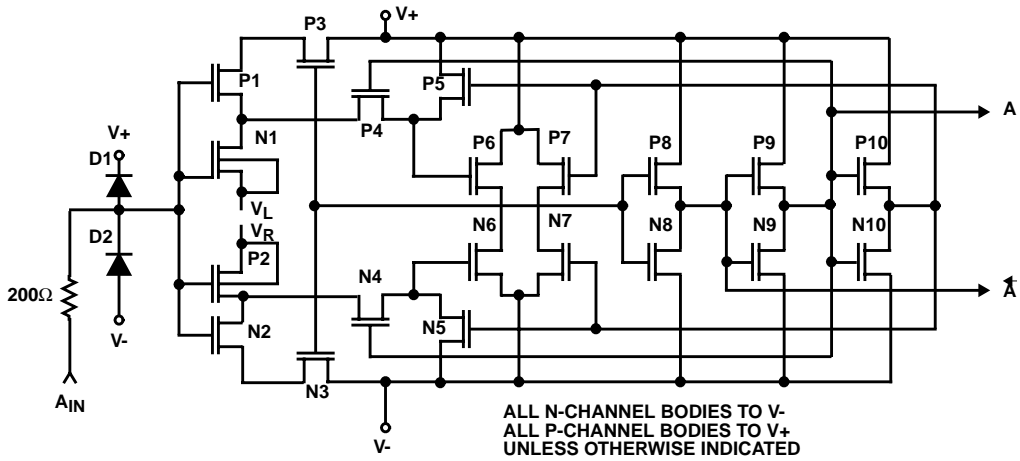 V+
P3
P1
V+
D1
N1
P4
P5
P6
P7
P8
P9
P10
A
VL
VR
D2
P2
N6
N7
N8
N9
N10
200Ω
N4
N5
A
V-
N2
AIN
N3
V-
ALL N-CHANNEL BODIES TO V-
ALL P-CHANNEL BODIES TO V+
UNLESS OTHERWISE INDICATED